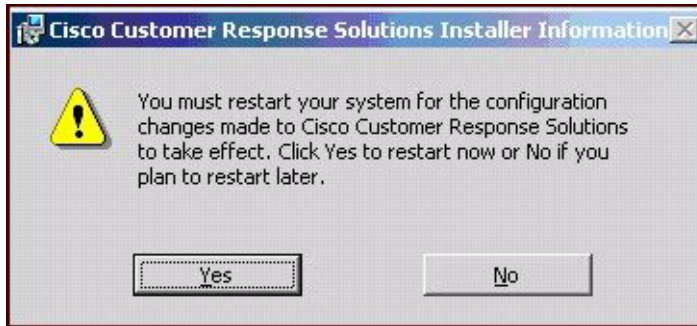 Cisco Customer Response Solutions Installer Information
You must restart your system for the configuration
changes made to Cisco Customer Response Solutions
to take effect. Click Yes to restart now or No if you
plan to restart later.
Yes
No